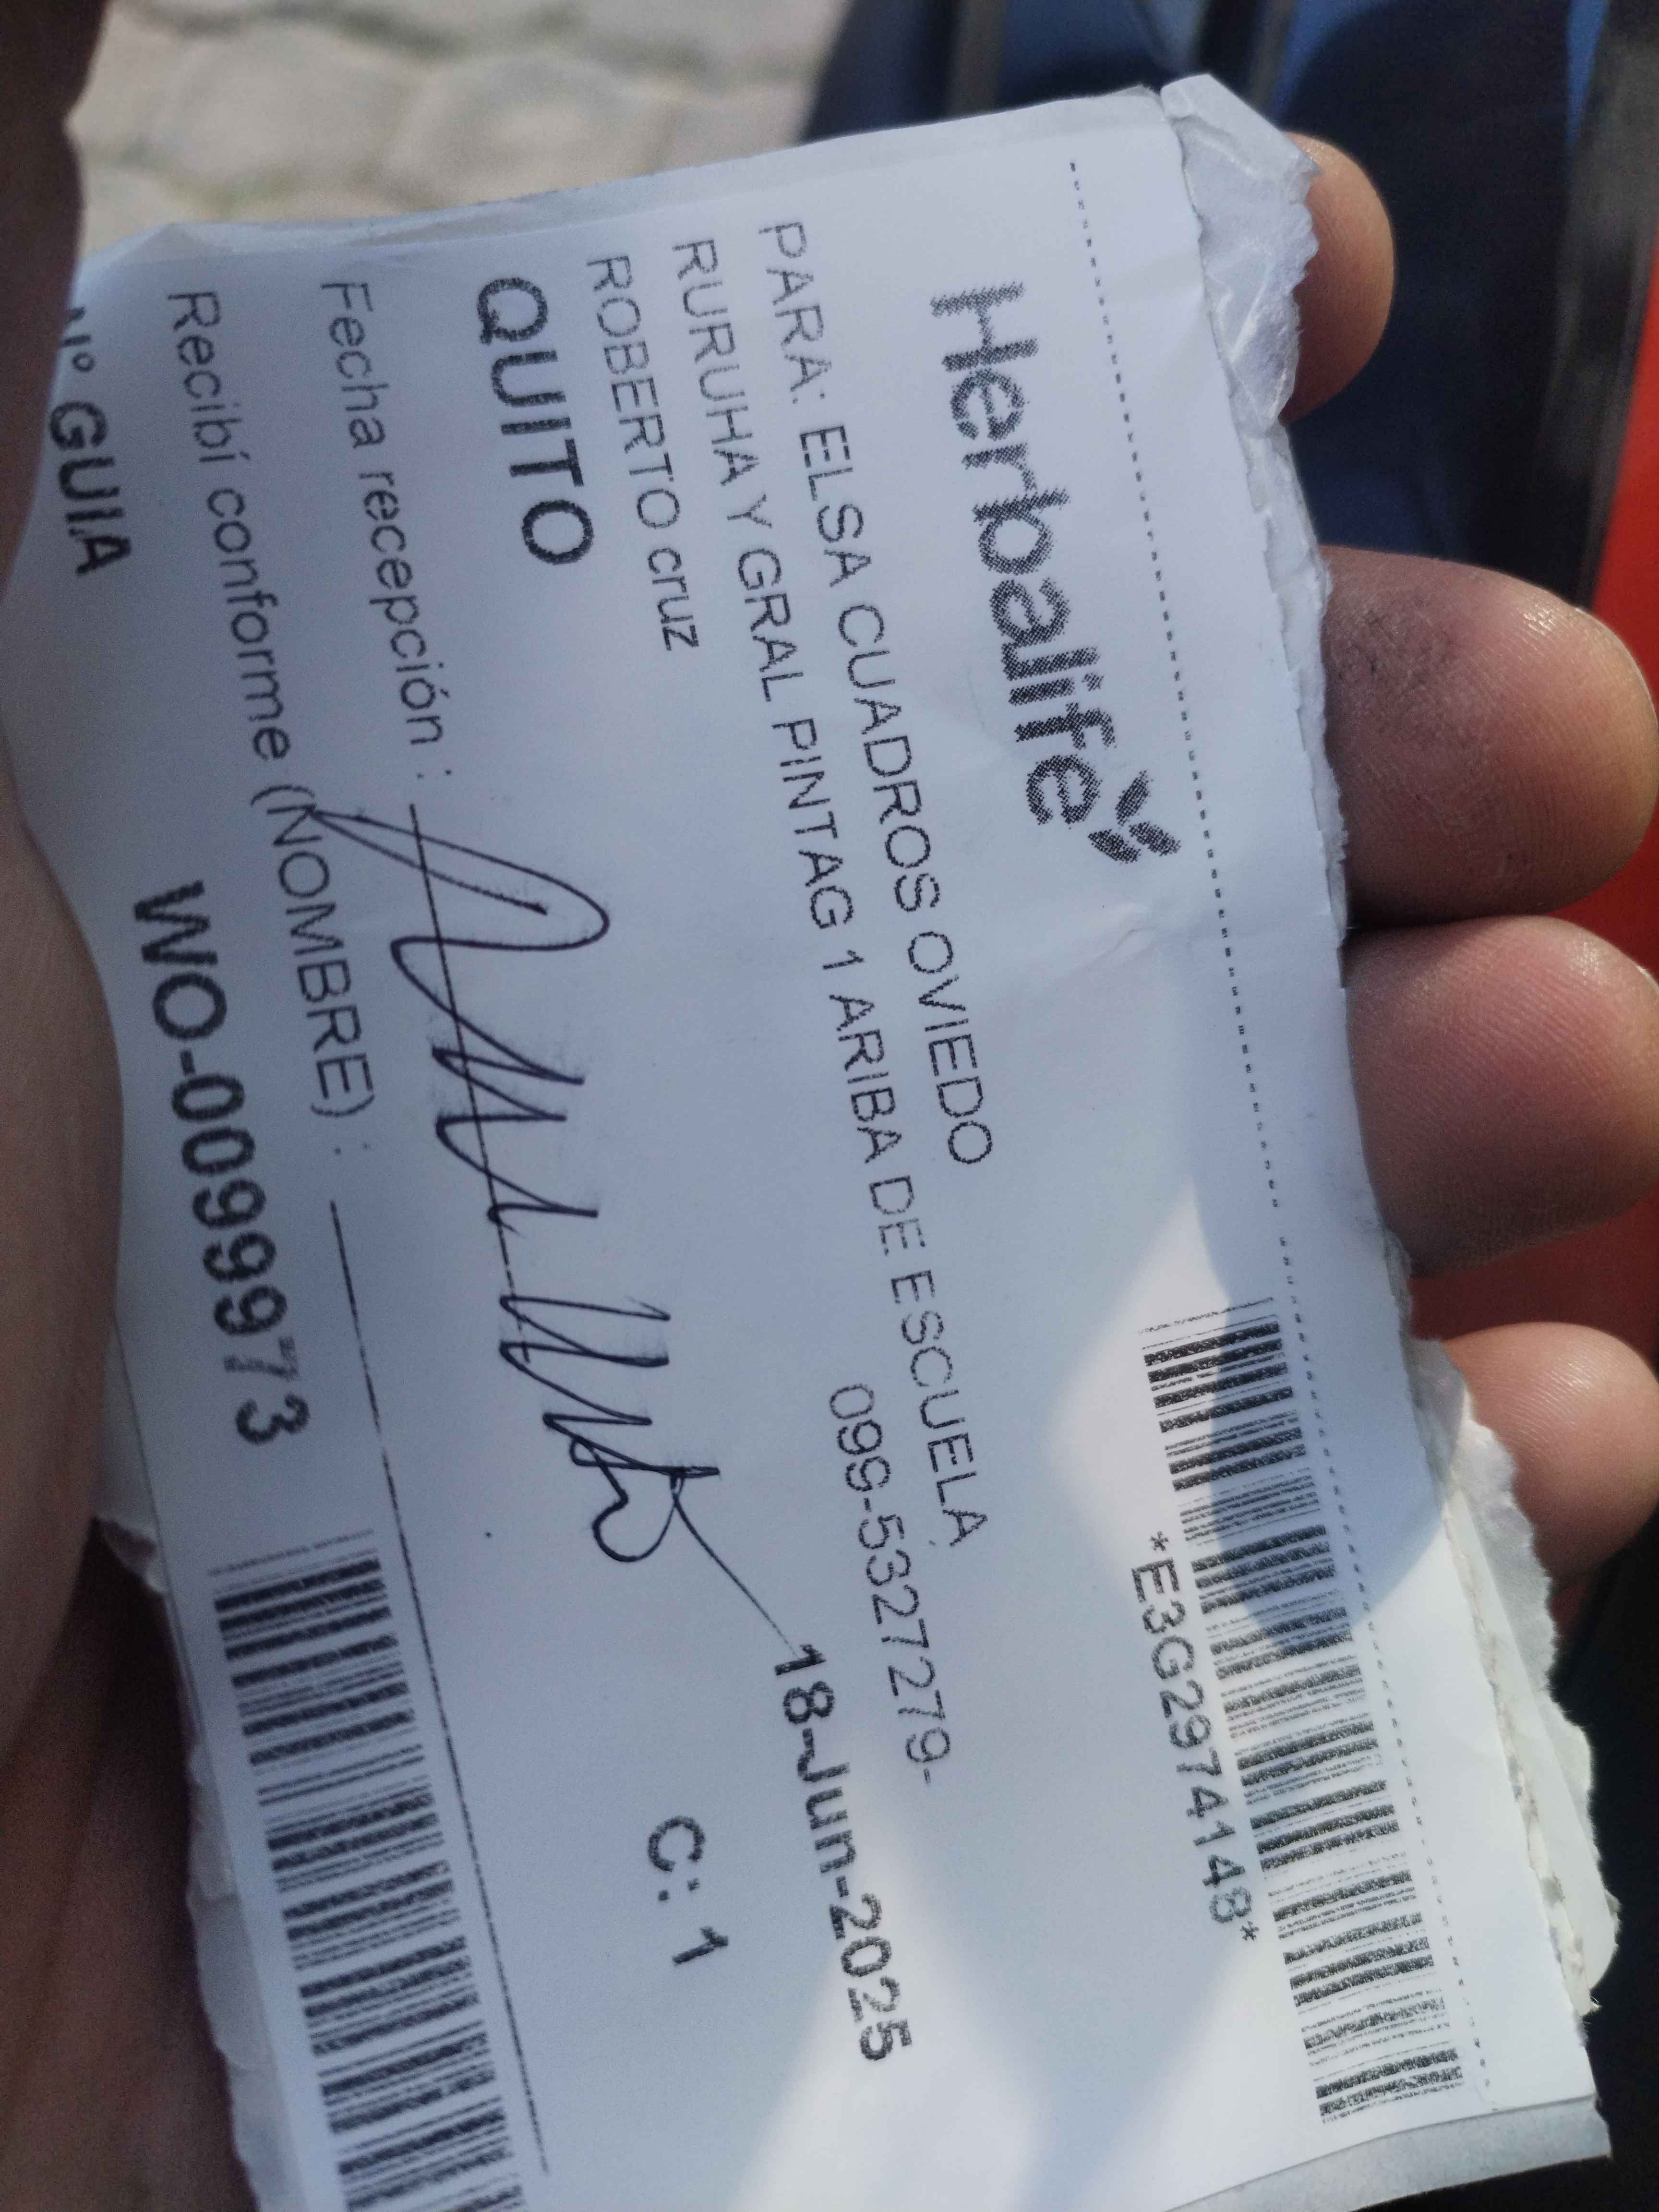 Herbalife
*E3G2974148*
PARA: ELSA CUADROS OVIEDO
RURUHA Y GRAL PINTAG 1 ARIBA DE ESCUELA
ROBERTO cruz
099-5327279-
QUITO
18-Jun-2025
C: 1
Fecha recepción :
Recibí conforme (NOMBRE) :
N° GUIA
WO-0099973